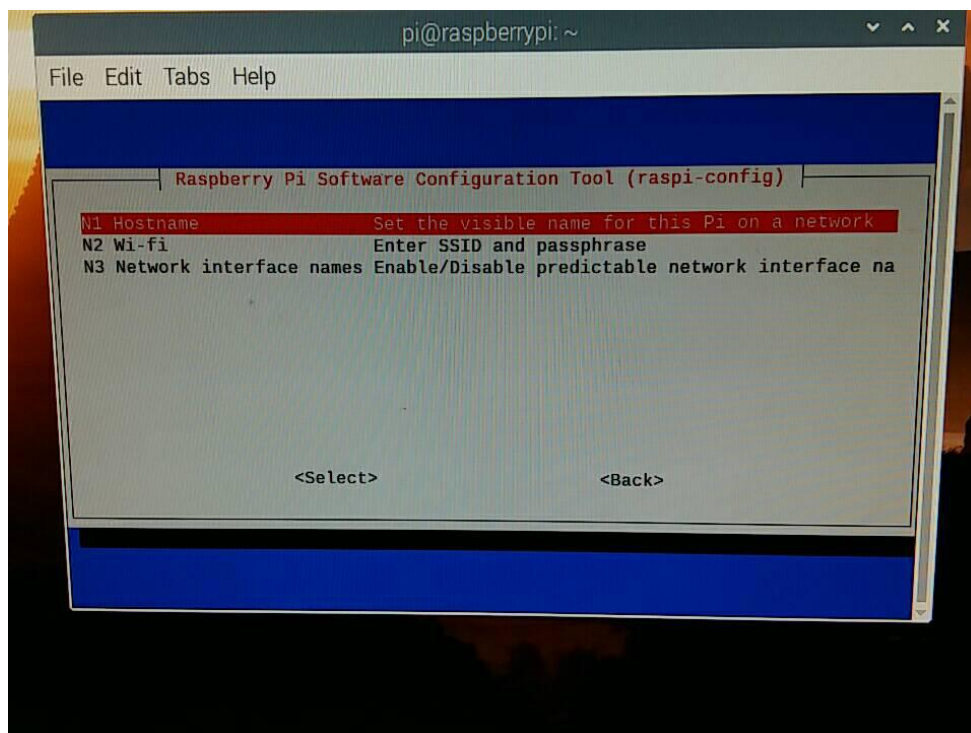 pi@raspberrypi: ~
File Edit Tabs Help
Raspberry Pi Software Configuration Tool (raspi-config)
N1 Hostname Set the visible name for this Pi on a network
N2 Wi-fi Enter SSID and passphrase
N3 Network interface names Enable/Disable predictable network interface na
<Select> <Back>